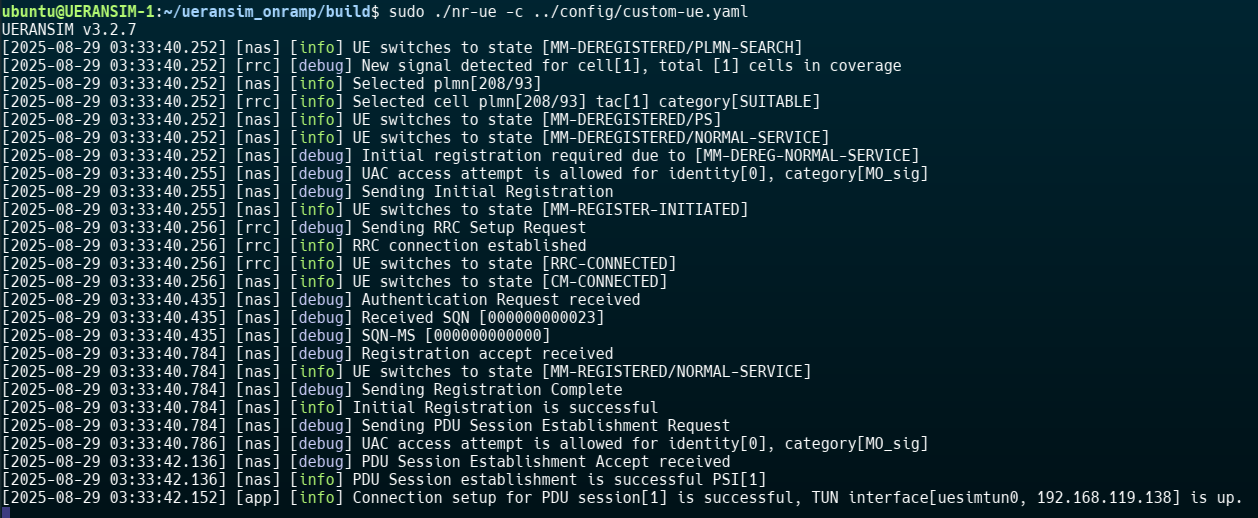 ubuntu@UERANSIM-1:~/ueransim_onramp/build$ sudo ./nr-ue -c ../config/custom-ue.yaml
UERANSIM v3.2.7
[2025-08-29 03:33:40.252] [nas] [info] UE switches to state [MM-DEREGISTERED/PLMN-SEARCH]
[2025-08-29 03:33:40.252] [rrc] [debug] New signal detected for cell[1], total [1] cells in coverage
[2025-08-29 03:33:40.252] [nas] [info] Selected plmn[208/93]
[2025-08-29 03:33:40.252] [rrc] [info] Selected cell plmn[208/93] tac[1] category[SUITABLE]
[2025-08-29 03:33:40.252] [nas] [info] UE switches to state [MM-DEREGISTERED/PS]
[2025-08-29 03:33:40.252] [nas] [info] UE switches to state [MM-DEREGISTERED/NORMAL-SERVICE]
[2025-08-29 03:33:40.252] [nas] [debug] Initial registration required due to [MM-DEREG-NORMAL-SERVICE]
[2025-08-29 03:33:40.255] [nas] [debug] UAC access attempt is allowed for identity[0], category[MO_sig]
[2025-08-29 03:33:40.255] [nas] [debug] Sending Initial Registration
[2025-08-29 03:33:40.255] [nas] [info] UE switches to state [MM-REGISTER-INITIATED]
[2025-08-29 03:33:40.256] [rrc] [debug] Sending RRC Setup Request
[2025-08-29 03:33:40.256] [rrc] [info] RRC connection established
[2025-08-29 03:33:40.256] [rrc] [info] UE switches to state [RRC-CONNECTED]
[2025-08-29 03:33:40.256] [nas] [info] UE switches to state [CM-CONNECTED]
[2025-08-29 03:33:40.435] [nas] [debug] Authentication Request received
[2025-08-29 03:33:40.435] [nas] [debug] Received SQN [000000000023]
[2025-08-29 03:33:40.435] [nas] [debug] SQN-MS [000000000000]
[2025-08-29 03:33:40.784] [nas] [debug] Registration accept received
[2025-08-29 03:33:40.784] [nas] [info] UE switches to state [MM-REGISTERED/NORMAL-SERVICE]
[2025-08-29 03:33:40.784] [nas] [debug] Sending Registration Complete
[2025-08-29 03:33:40.784] [nas] [info] Initial Registration is successful
[2025-08-29 03:33:40.784] [nas] [debug] Sending PDU Session Establishment Request
[2025-08-29 03:33:40.786] [nas] [debug] UAC access attempt is allowed for identity[0], category[MO_sig]
[2025-08-29 03:33:42.136] [nas] [debug] PDU Session Establishment Accept received
[2025-08-29 03:33:42.136] [nas] [info] PDU Session establishment is successful PSI[1]
[2025-08-29 03:33:42.152] [app] [info] Connection setup for PDU session[1] is successful, TUN interface[uesimtun0, 192.168.119.138] is up.